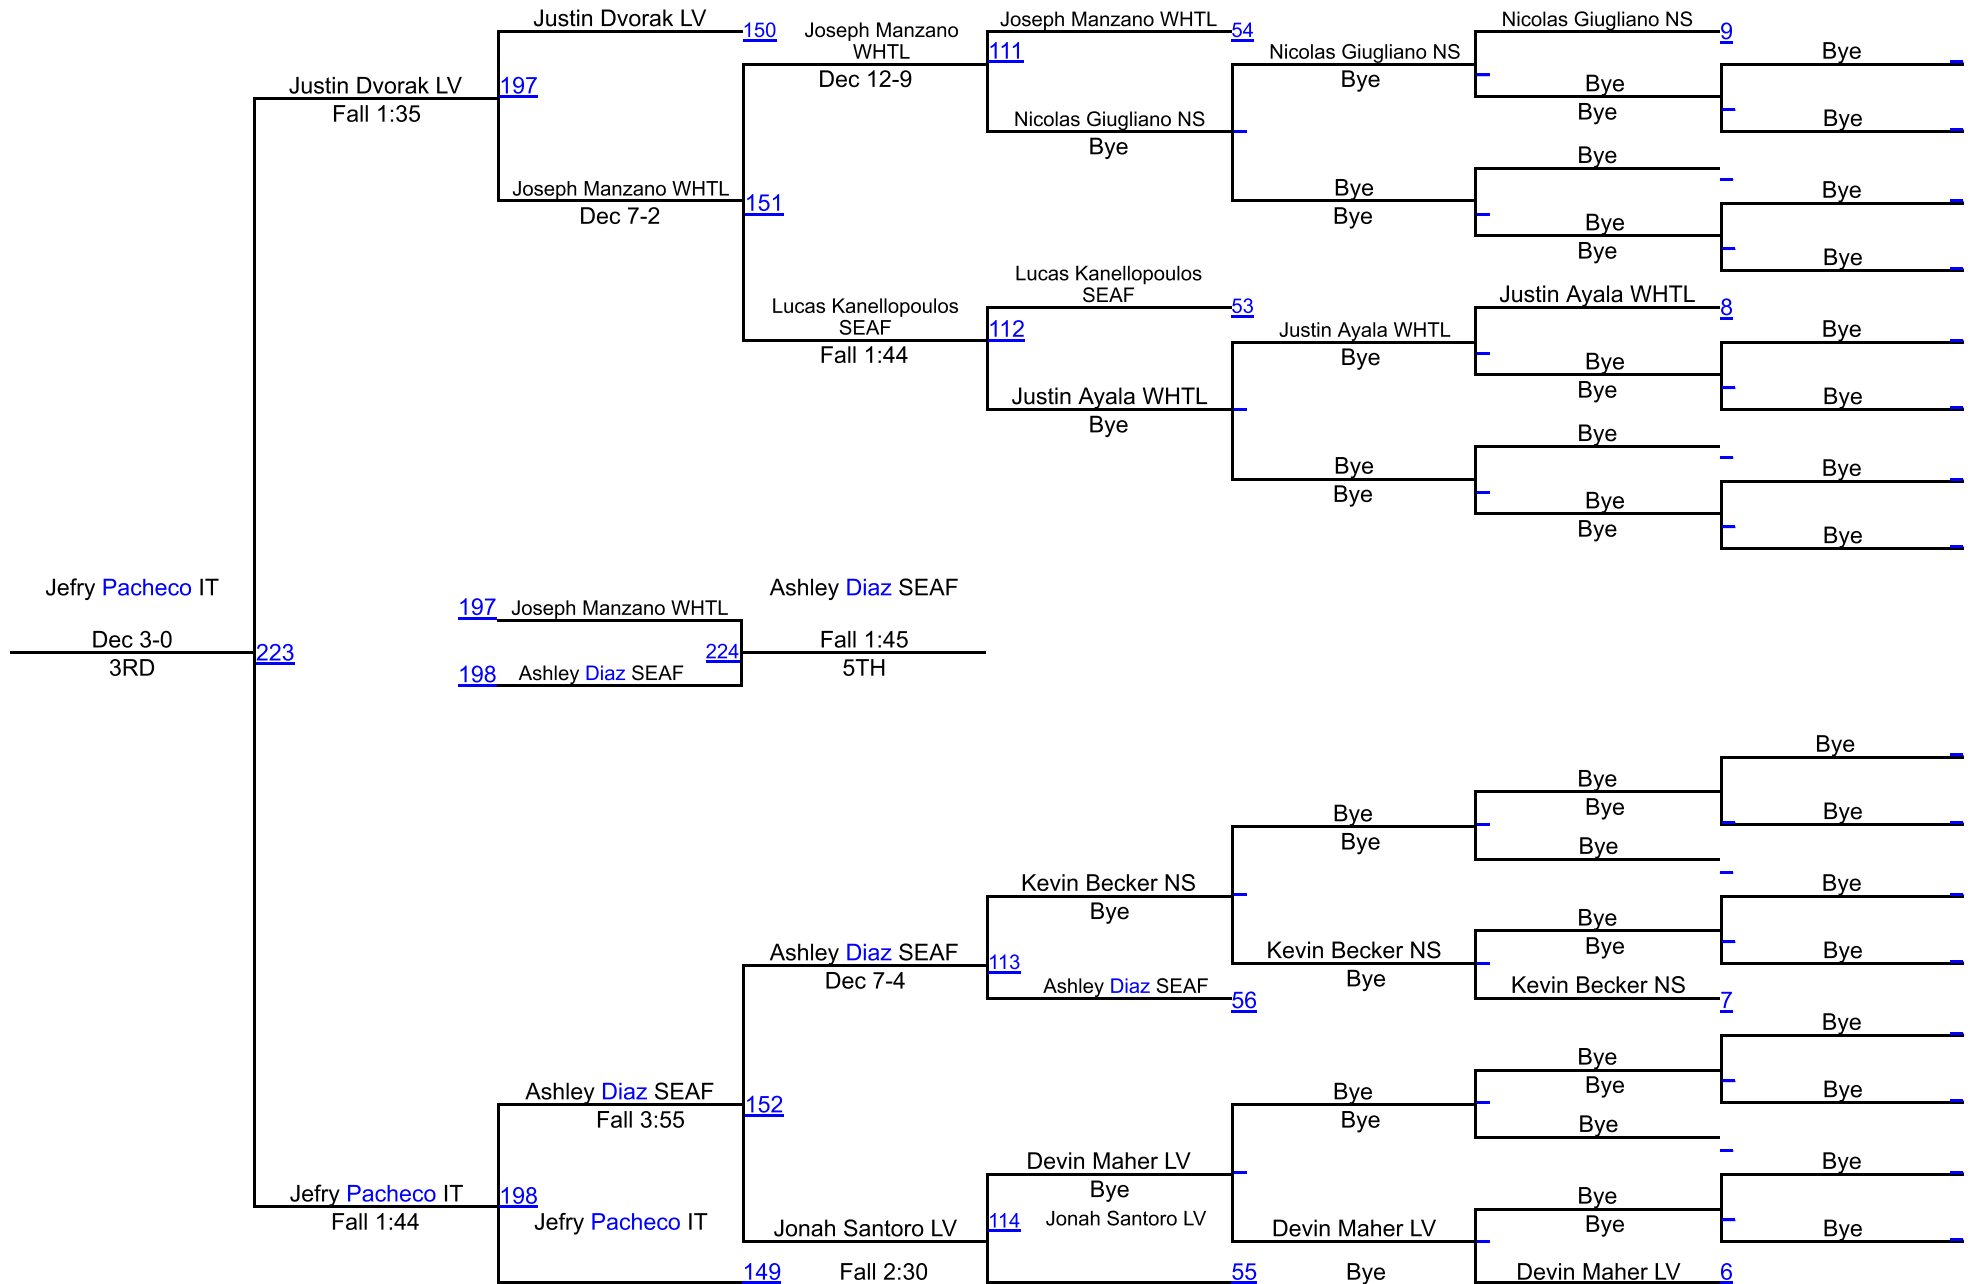 Justin Dvorak LV
150
Joseph Manzano
WHTL
Dec 12-9
Joseph Manzano WHTL
54
111
Nicolas Giugliano NS
9
Nicolas Giugliano NS
Bye
Bye
Justin Dvorak LV
197
Fall 1:35
Bye
Bye
Nicolas Giugliano NS
Bye
Bye
Bye
Joseph Manzano WHTL
Dec 7-2
151
Bye
Bye
Bye
Bye
Bye
Bye
Lucas Kanellopoulos
SEAF
53
Justin Ayala WHTL
8
Lucas Kanellopoulos
SEAF
Fall 1:44
112
Justin Ayala WHTL
Bye
Bye
Bye
Bye
Justin Ayala WHTL
Bye
Bye
Bye
Bye
Bye
Bye
Bye
Bye
Bye
Jefry Pacheco IT
Dec 3-0
3RD
223
197
Joseph Manzano WHTL
198
Ashley Diaz SEAF
224
Ashley Diaz SEAF
Fall 1:45
5TH
Bye
Bye
Bye
Bye
Bye
Bye
Bye
Kevin Becker NS
Bye
Bye
Bye
Bye
Ashley Diaz SEAF
Dec 7-4
113
Kevin Becker NS
Bye
Bye
Ashley Diaz SEAF
56
Kevin Becker NS
7
Bye
Bye
Bye
Ashley Diaz SEAF
Fall 3:55
152
Bye
Bye
Bye
Bye
Devin Maher LV
Bye
Bye
Jefry Pacheco IT
Fall 1:44
198
Jefry Pacheco IT
149
Jonah Santoro LV
Fall 2:30
114
Jonah Santoro LV
55
Devin Maher LV
Bye
Bye
Bye
Bye
Devin Maher LV
6